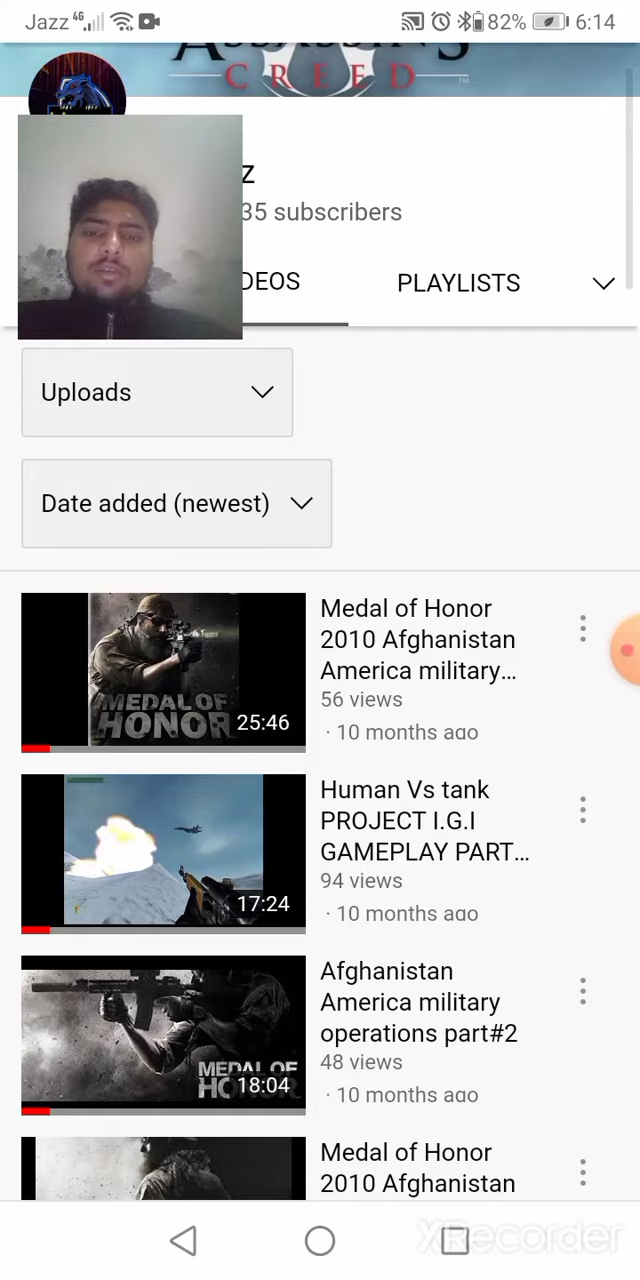 Jazz 4G 82% 6:14
ASSASSIN'S
CREED
TM
Z
35 subscribers
DEOS
PLAYLISTS
Uploads
Date added (newest)
Medal of Honor
2010 Afghanistan
America military...
56 views
· 10 months ago
MEDAL OF
HONOR
25:46
Human Vs tank
PROJECT I.G.I
GAMEPLAY PART...
94 views
· 10 months ago
17:24
Afghanistan
America military
operations part#2
48 views
· 10 months ago
MEDAL OF
HO
18:04
Medal of Honor
2010 Afghanistan
XRecorder